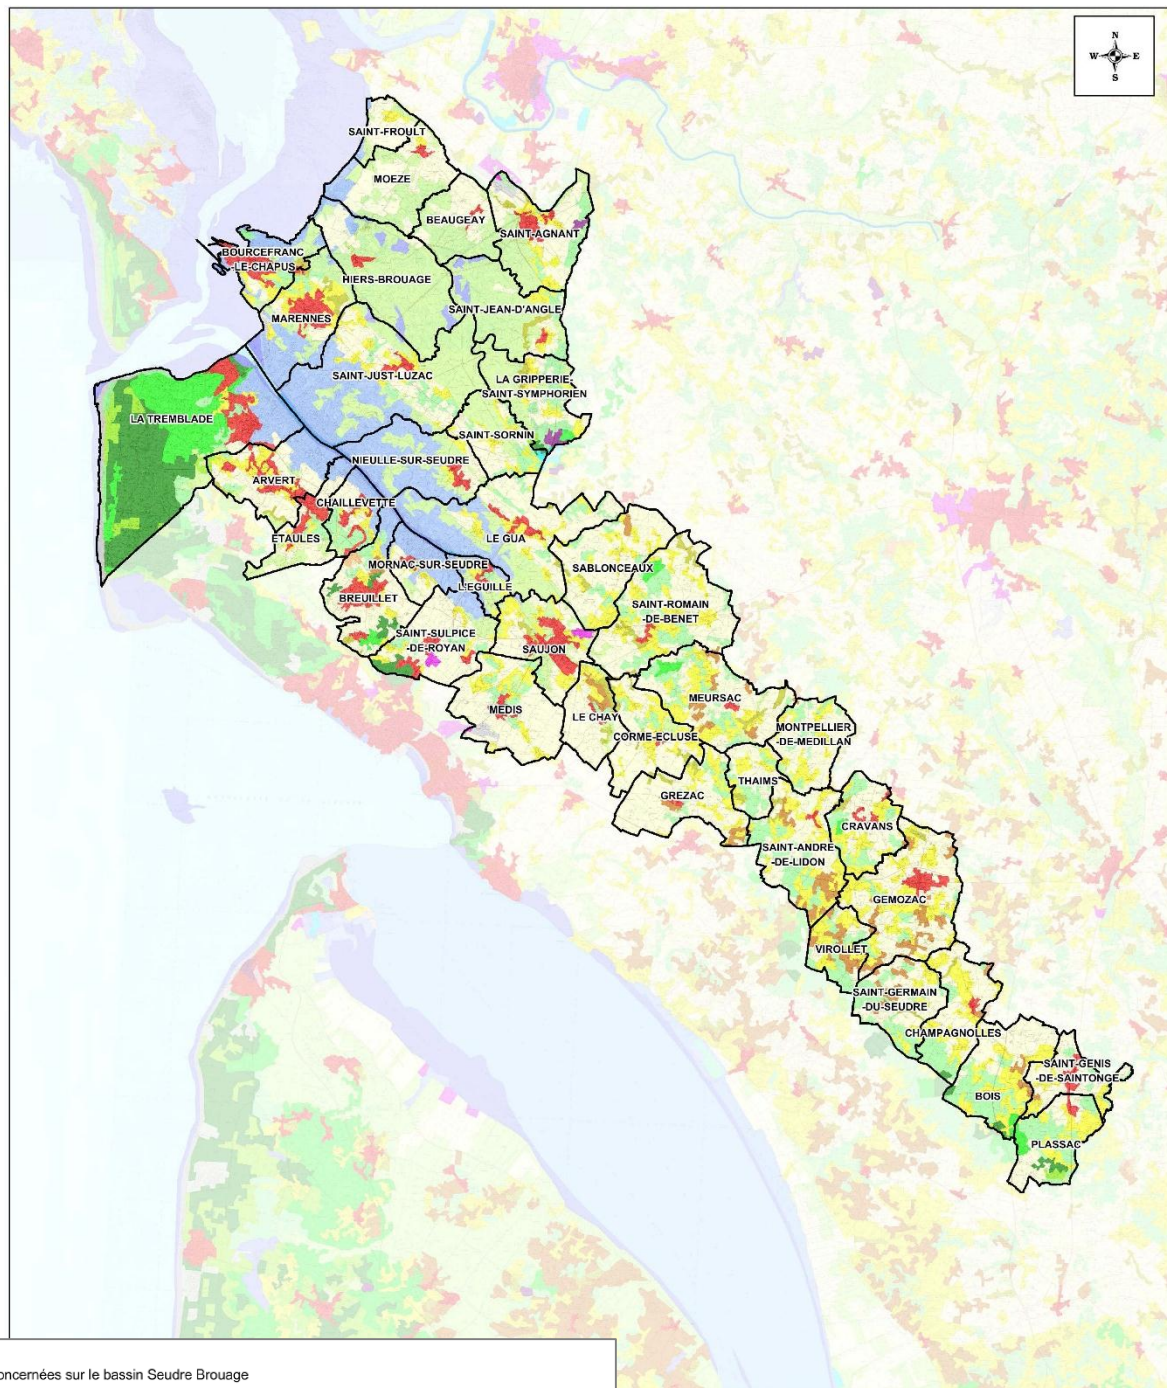 N
W E
S
SAINT-FROULT
MOEZE
BEAUGEAY
SAINT-AGNANT
BOURCEFRANC
-LE-CHAPUS
HIERS-BROUAGE
SAINT-JEAN-D'ANGLE
MARENNES
SAINT-JUST-LUZAC
LA GRIPPERIE-
SAINT-SYMPHORIEN
LA TREMBLADE
SAINT-SORNIN
NIEULLE-SUR-SEUDRE
ARVERT
CHAILLEVETTE
ETAULES
LE GUA
MORNAC-SUR-SEUDRE
SABLONCEAUX
L'EGUILLE
BREUILLET
SAINT-ROMAIN
-DE-BENET
SAINT-SULPICE
-DE-ROYAN
SAUJON
MEURSAC
MEDIS
LE CHAY
MONTPELLIER
-DE-MEDILLAN
CORME-ECLUSE
THAIMS
GREZAC
CRAVANS
SAINT-ANDRE
-DE-LIDON
GEMOZAC
VIROLLET
SAINT-GERMAIN
-DU-SEUDRE
CHAMPAGNOLLES
SAINT-GENIS
-DE-SAINTONGE
BOIS
PLASSAC
oncernées sur le bassin Seudre Brouage